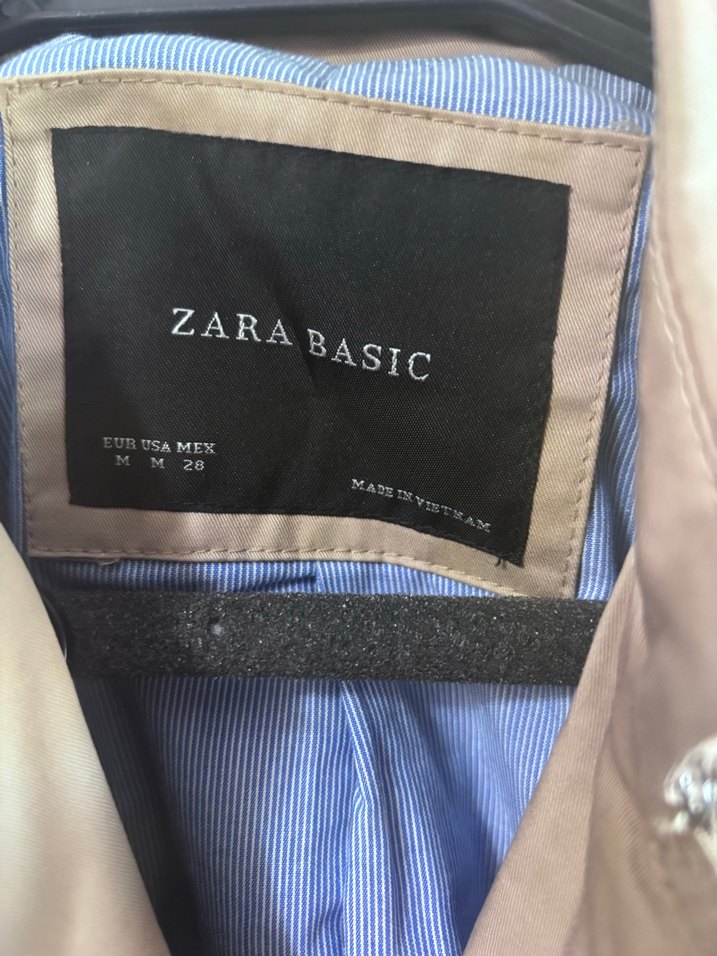 ZARA BASIC
EUR USA MEX
M M 28
MADE IN VIETNAM